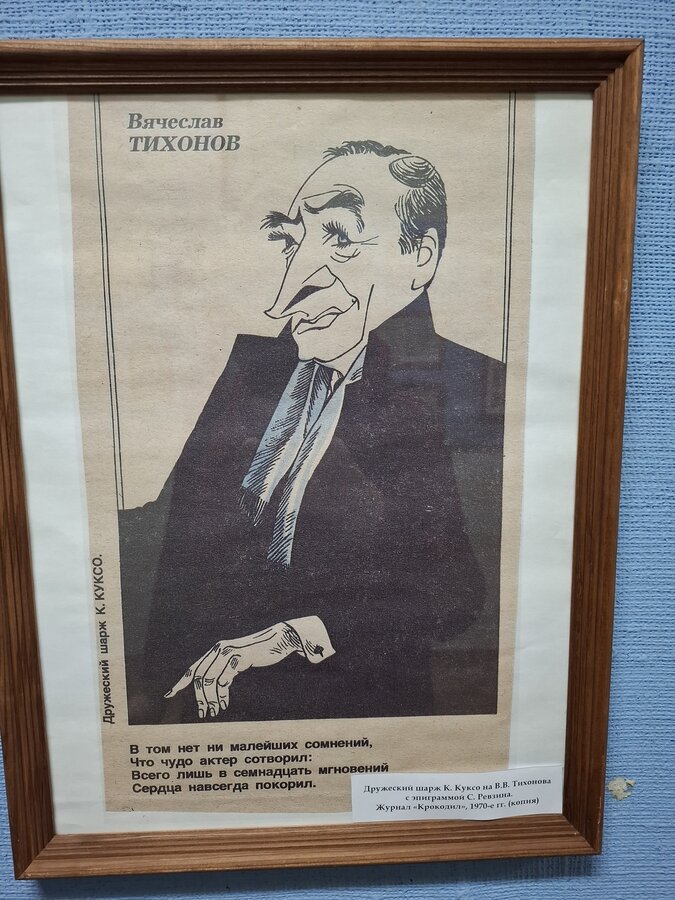 Вячеслав
ТИХОНОВ
Дружеский шарж К. КУКСО.
В том нет ни малейших сомнений,
Что чудо актер сотворил:
Всего лишь в семнадцать мгновений
Сердца навсегда покорил.
Дружеский шарж К. Куксо на В.В. Тихонова
с эпиграммой С. Ревзина.
Журнал «Крокодил», 1970-е гг. (копия)